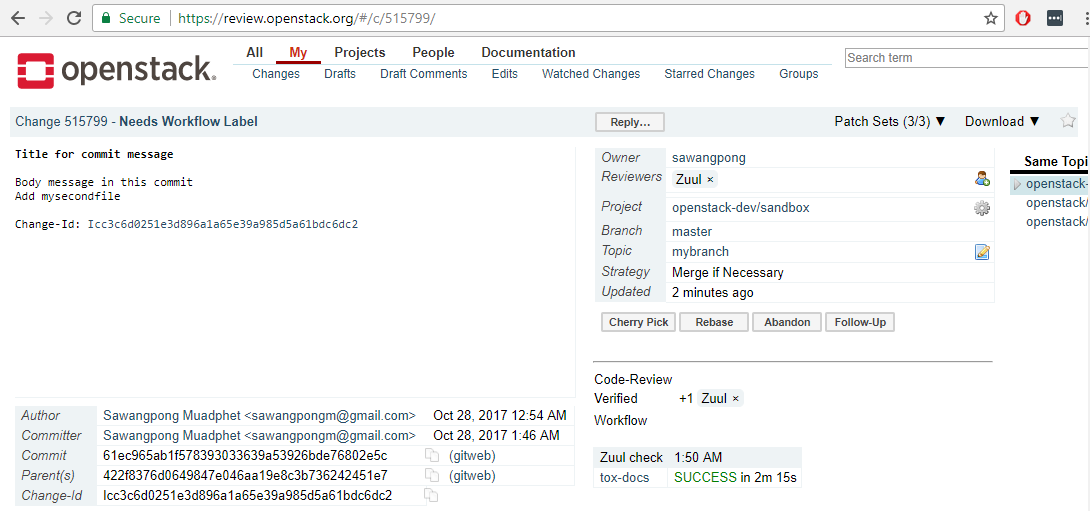 Secure https://review.openstack.org/#/c/515799/
All My Projects People Documentation
Search term
openstack.
Changes Drafts Draft Comments Edits Watched Changes Starred Changes Groups
Change 515799 - Needs Workflow Label Reply... Patch Sets (3/3) ▼ Download ▼
Title for commit message
Body message in this commit
Add mysecondfile
Change-Id: Icc3c6d0251e3d896a1a65e39a985d5a61bdc6dc2
Owner sawangpong
Reviewers Zuul ×
Project openstack-dev/sandbox
Branch master
Topic mybranch
Strategy Merge if Necessary
Updated 2 minutes ago
Cherry Pick Rebase Abandon Follow-Up
Same Topi
openstack-
openstack/
openstack/
Code-Review
Verified +1 Zuul ×
Workflow
Zuul check 1:50 AM
tox-docs SUCCESS in 2m 15s
Author Sawangpong Muadphet <sawangpongm@gmail.com> Oct 28, 2017 12:54 AM
Committer Sawangpong Muadphet <sawangpongm@gmail.com> Oct 28, 2017 1:46 AM
Commit 61ec965ab1f578393033639a53926bde76802e5c (gitweb)
Parent(s) 422f8376d0649847e046aa19e8c3b736242451e7 (gitweb)
Change-Id Icc3c6d0251e3d896a1a65e39a985d5a61bdc6dc2